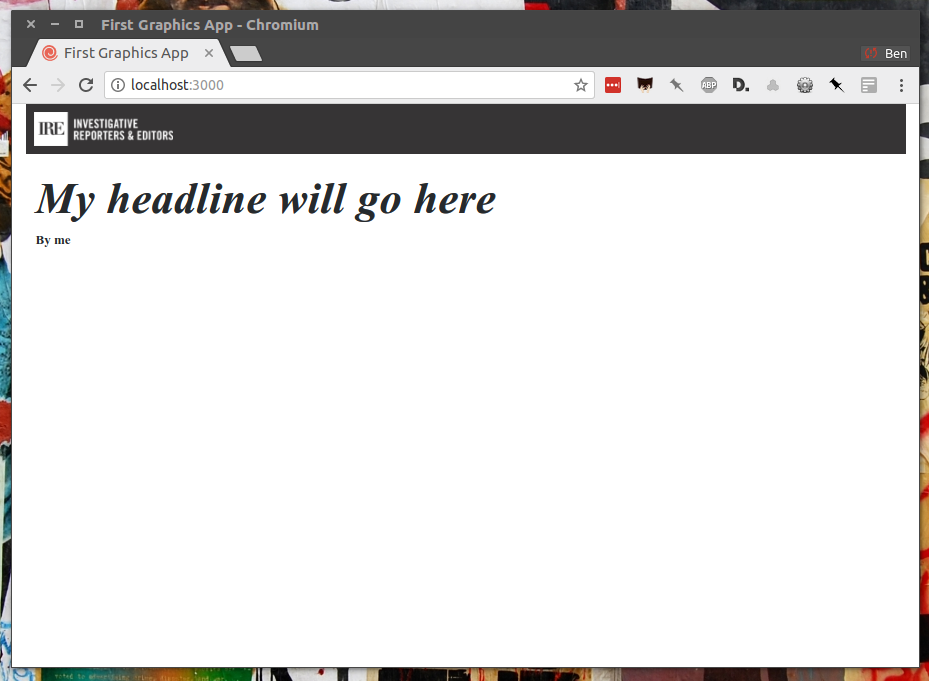 First Graphics App - Chromium
First Graphics App
Ben
localhost:3000
ABP
D.
IRE
INVESTIGATIVE
REPORTERS & EDITORS
My headline will go here
By me